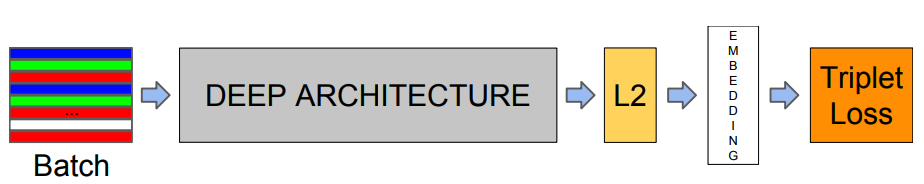 ...
Batch
DEEP ARCHITECTURE
L2
E
M
B
E
D
D
I
N
G
Triplet
Loss